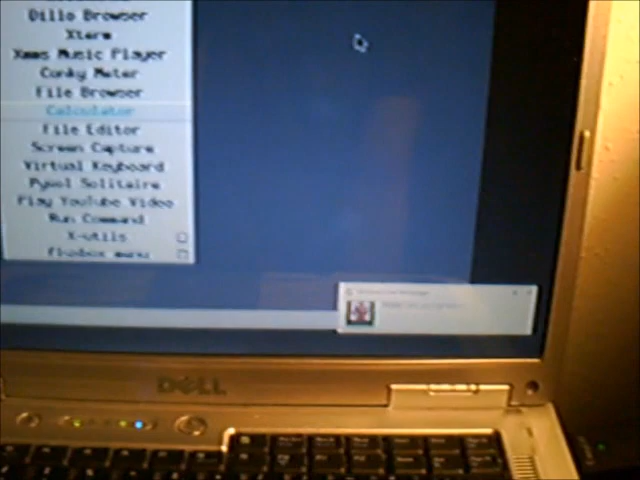 Dillo Browser
Xterm
Xmms Music Player
Conky Meter
File Browser
Calculator
File Editor
Screen Capture
Virtual Keyboard
Pysol Solitaire
Play YouTube Video
Run Command
X-utils
fluxbox menu
DELL